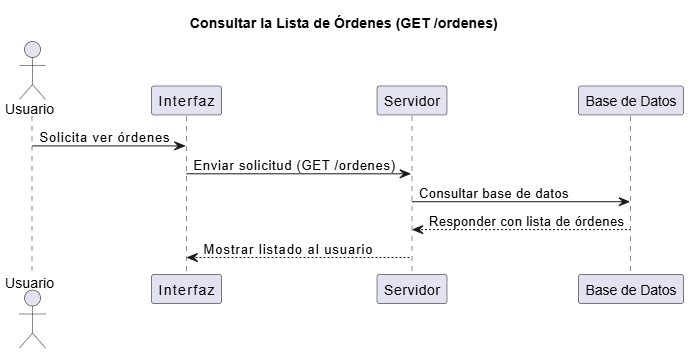 Consultar la Lista de Órdenes (GET /ordenes)
Usuario
Interfaz
Servidor
Base de Datos
Solicita ver órdenes
Enviar solicitud (GET /ordenes)
Consultar base de datos
Responder con lista de órdenes
Mostrar listado al usuario
Usuario
Interfaz
Servidor
Base de Datos